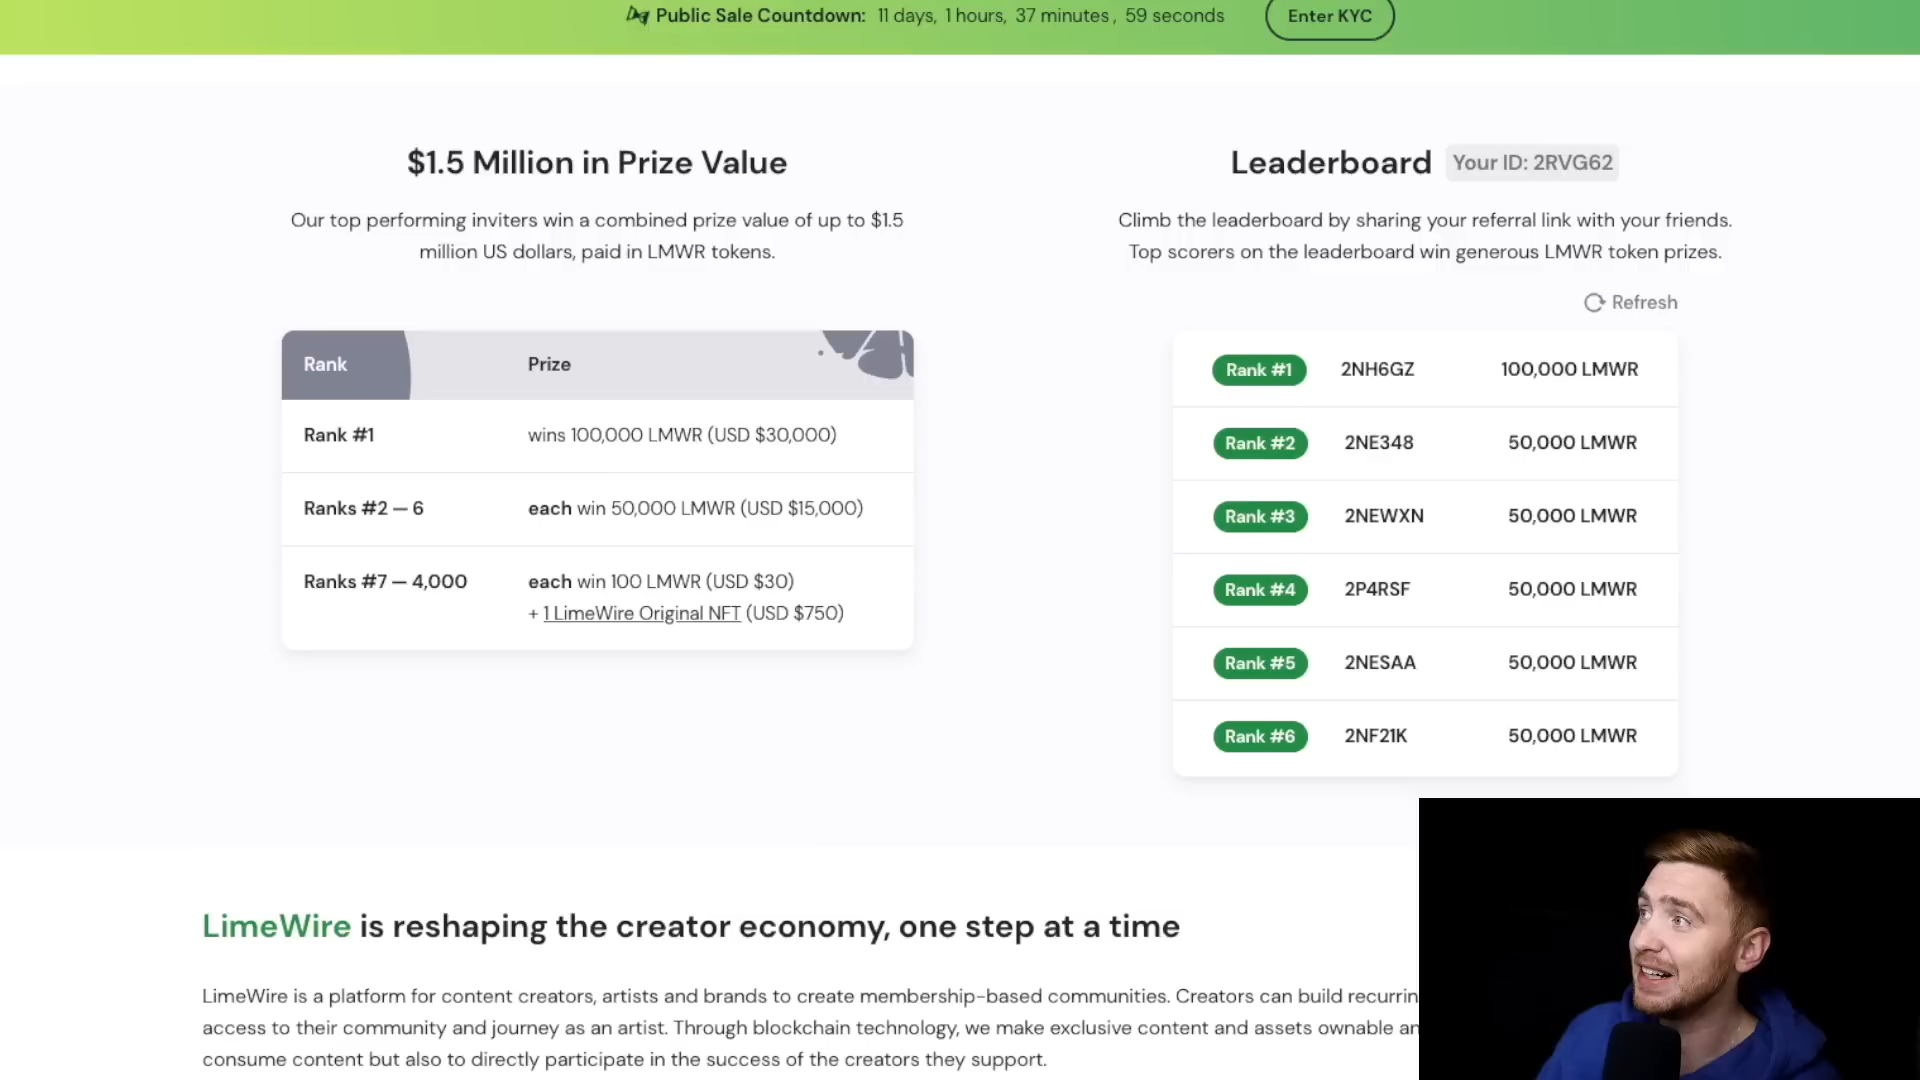 Public Sale Countdown: 11 days, 1 hours, 37 minutes, 59 seconds
Enter KYC
$1.5 Million in Prize Value
Our top performing inviters win a combined prize value of up to $1.5
million US dollars, paid in LMWR tokens.
Rank Prize
Rank #1 wins 100,000 LMWR (USD $30,000)
Ranks #2 — 6 each win 50,000 LMWR (USD $15,000)
Ranks #7 — 4,000 each win 100 LMWR (USD $30)
+ 1 LimeWire Original NFT (USD $750)
Leaderboard Your ID: 2RVG62
Climb the leaderboard by sharing your referral link with your friends.
Top scorers on the leaderboard win generous LMWR token prizes.
Refresh
Rank #1 2NH6GZ 100,000 LMWR
Rank #2 2NE348 50,000 LMWR
Rank #3 2NEWXN 50,000 LMWR
Rank #4 2P4RSF 50,000 LMWR
Rank #5 2NESAA 50,000 LMWR
Rank #6 2NF21K 50,000 LMWR
LimeWire is reshaping the creator economy, one step at a time
LimeWire is a platform for content creators, artists and brands to create membership-based communities. Creators can build recurrin
access to their community and journey as an artist. Through blockchain technology, we make exclusive content and assets ownable an
consume content but also to directly participate in the success of the creators they support.